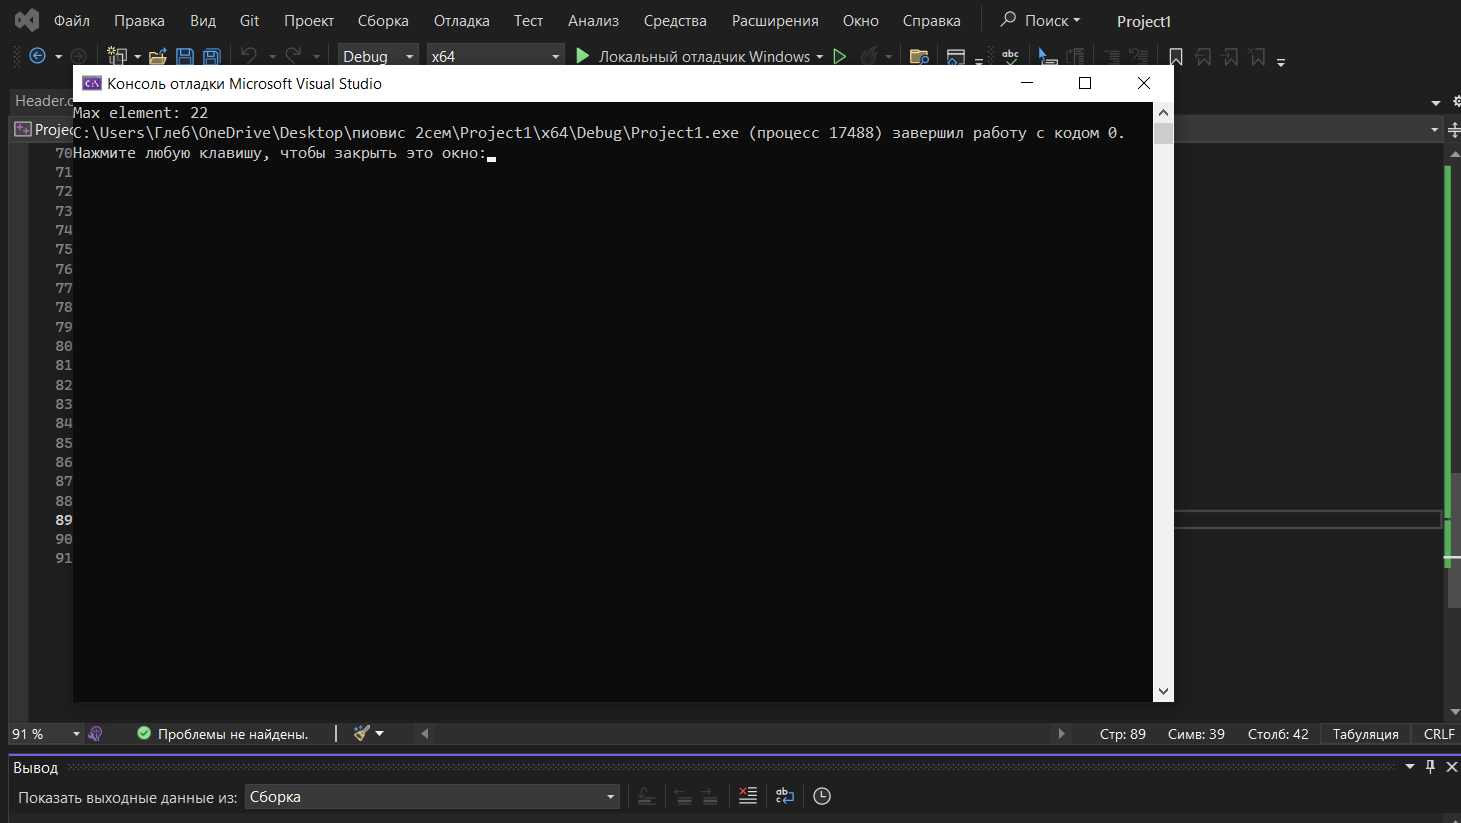 Файл Правка Вид Git Проект Сборка Отладка Тест Анализ Средства Расширения Окно Справка Поиск Project1
Debug x64 Локальный отладчик Windows abc
Консоль отладки Microsoft Visual Studio
Header.
Projec
Max element: 22
C:\Users\Глеб\OneDrive\Desktop\пиовис 2сем\Project1\x64\Debug\Project1.exe (процесс 17488) завершил работу с кодом 0.
Нажмите любую клавишу, чтобы закрыть это окно:
70
71
72
73
74
75
76
77
78
79
80
81
82
83
84
85
86
87
88
89
90
91
91 % Проблемы не найдены. Стр: 89 Симв: 39 Столб: 42 Табуляция CRLF
Вывод
Показать выходные данные из: Сборка